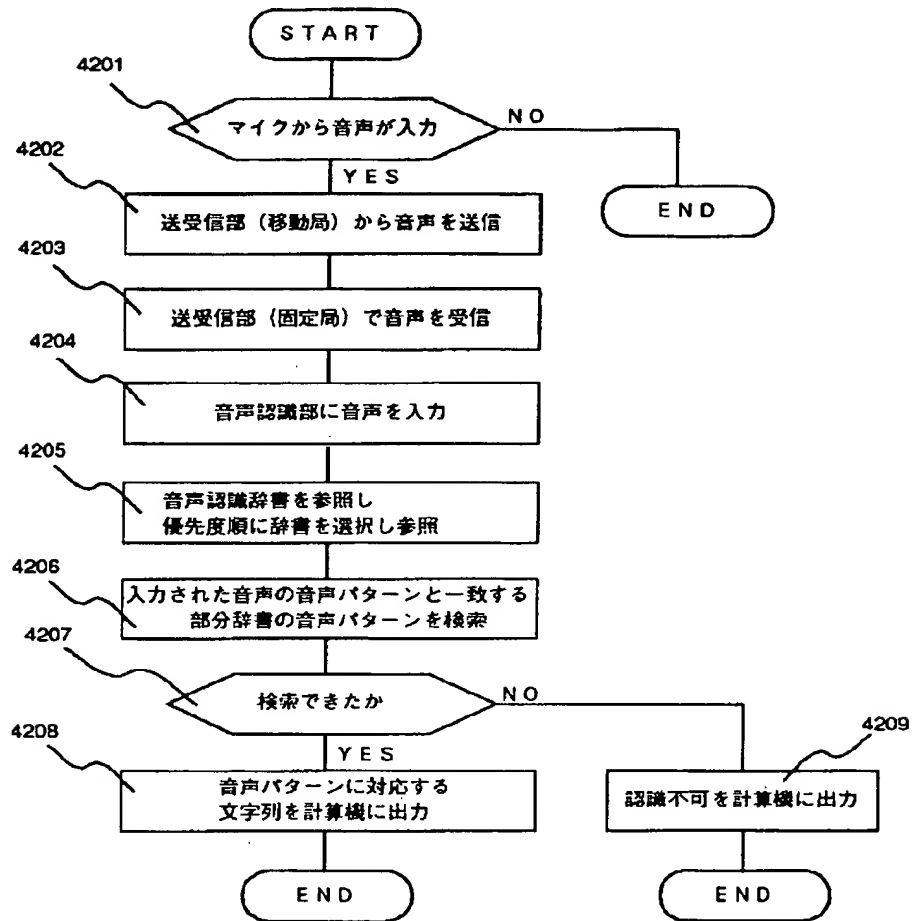 START
4201
マイクから音声が入力
NO
YES
END
4202
送受信部（移動局）から音声を送信
4203
送受信部（固定局）で音声を受信
4204
音声認識部に音声を入力
4205
音声認識辞書を参照し
優先度順に辞書を選択し参照
4206
入力された音声の音声パターンと一致する
部分辞書の音声パターンを検索
4207
検索できたか
NO
YES
4208
音声パターンに対応する
文字列を計算機に出力
4209
認識不可を計算機に出力
END
END